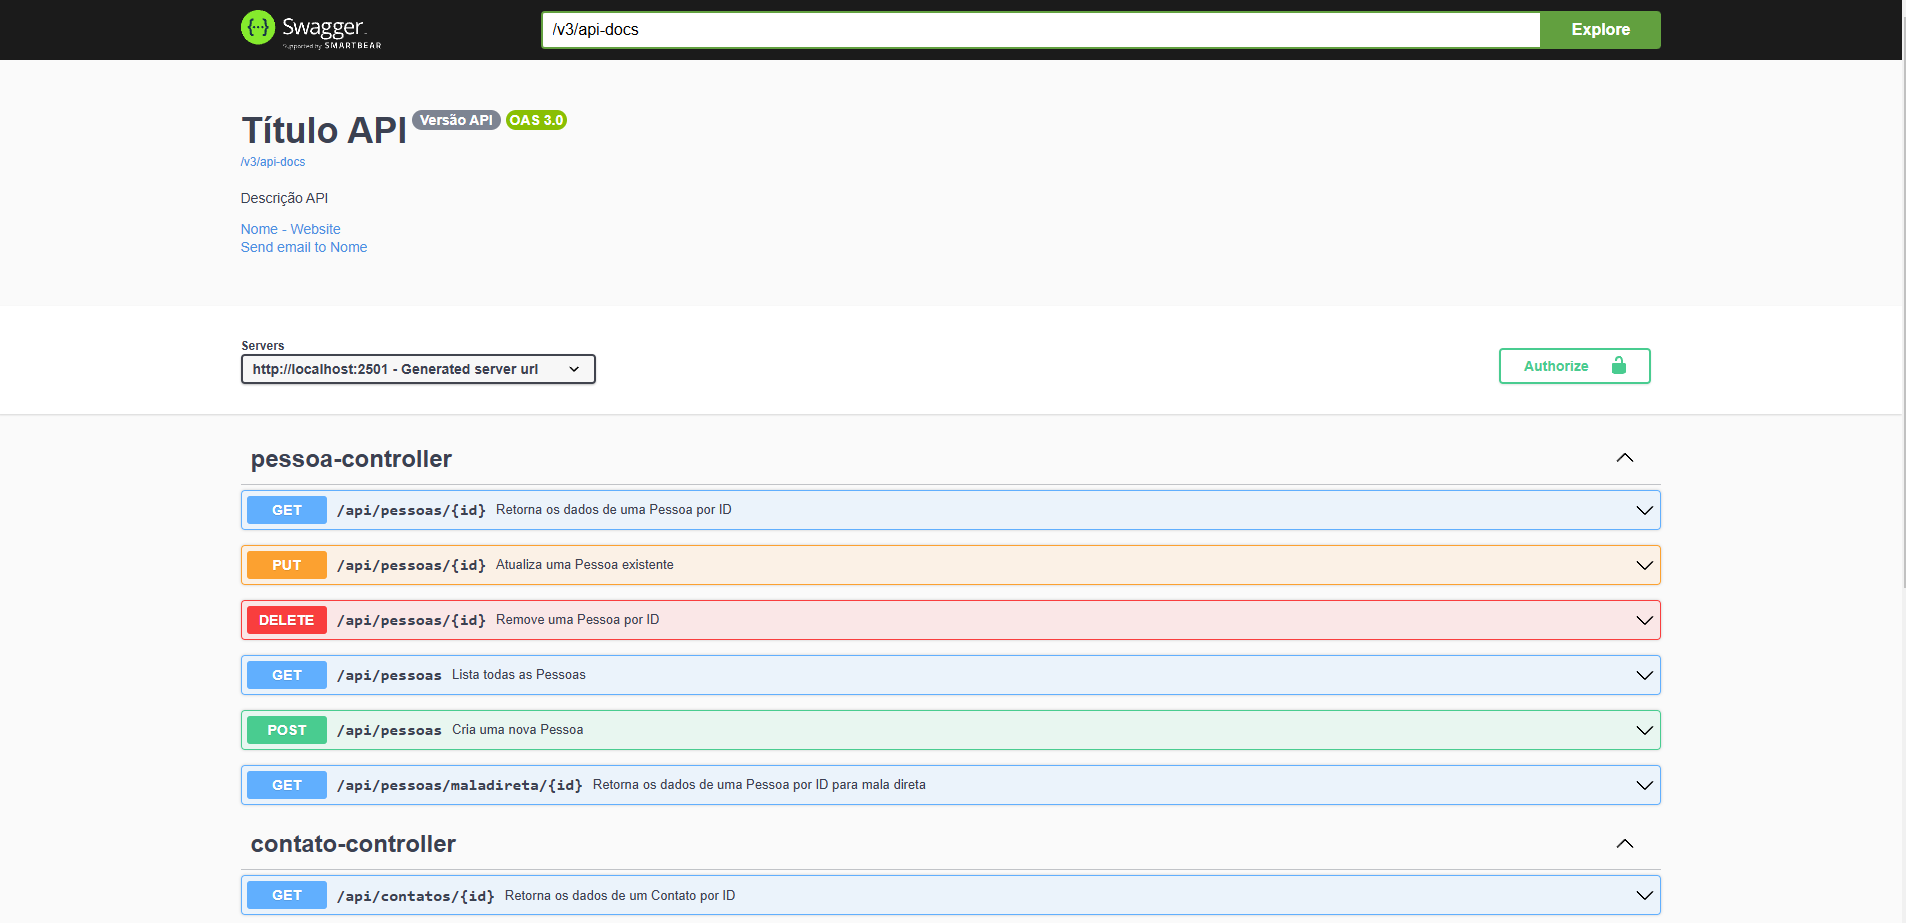 Swagger.
Supported by SMARTBEAR
/v3/api-docs
Explore
Título API Versão API OAS 3.0
/v3/api-docs
Descrição API
Nome - Website
Send email to Nome
Servers
http://localhost:2501 - Generated server url
Authorize
pessoa-controller
GET /api/pessoas/{id} Retorna os dados de uma Pessoa por ID
PUT /api/pessoas/{id} Atualiza uma Pessoa existente
DELETE /api/pessoas/{id} Remove uma Pessoa por ID
GET /api/pessoas Lista todas as Pessoas
POST /api/pessoas Cria uma nova Pessoa
GET /api/pessoas/maladireta/{id} Retorna os dados de uma Pessoa por ID para mala direta
contato-controller
GET /api/contatos/{id} Retorna os dados de um Contato por ID